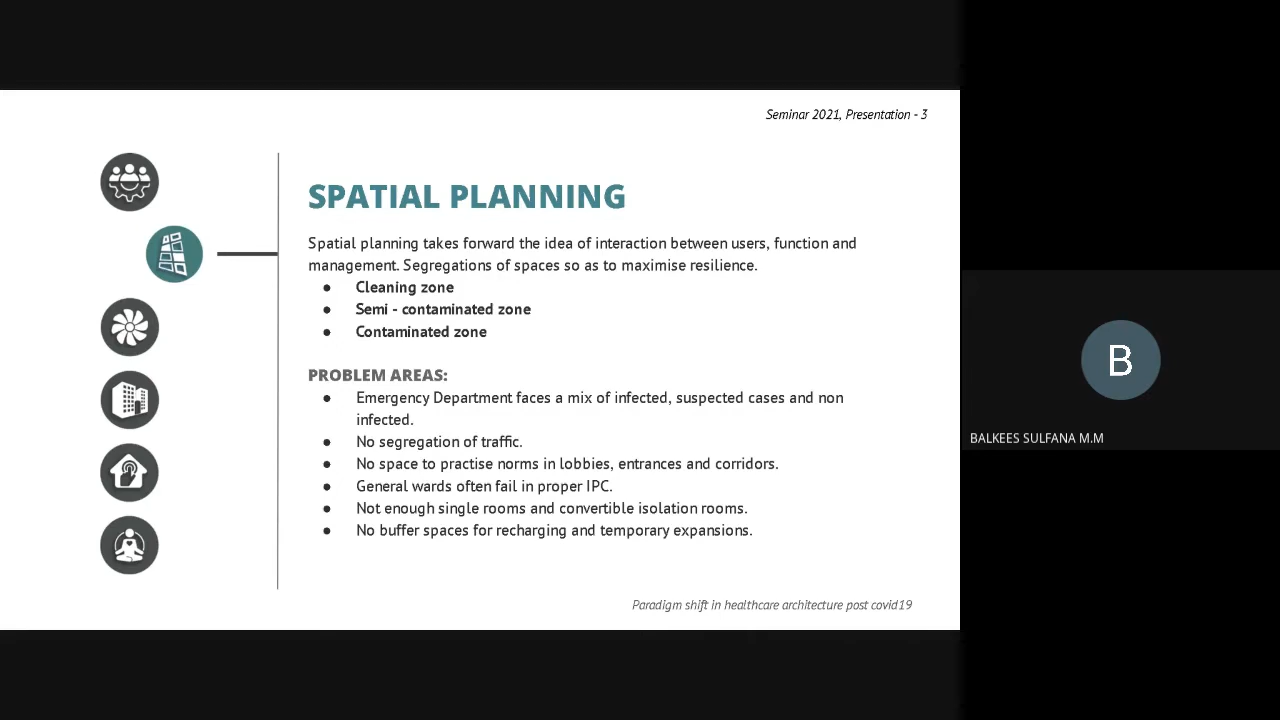 Seminar 2021, Presentation - 3
SPATIAL PLANNING
Spatial planning takes forward the idea of interaction between users, function and
management. Segregations of spaces so as to maximise resilience.
● Cleaning zone
● Semi - contaminated zone
● Contaminated zone
PROBLEM AREAS:
● Emergency Department faces a mix of infected, suspected cases and non
infected.
● No segregation of traffic.
● No space to practise norms in lobbies, entrances and corridors.
● General wards often fail in proper IPC.
● Not enough single rooms and convertible isolation rooms.
● No buffer spaces for recharging and temporary expansions.
Paradigm shift in healthcare architecture post covid19
B
BALKEES SULFANA M.M